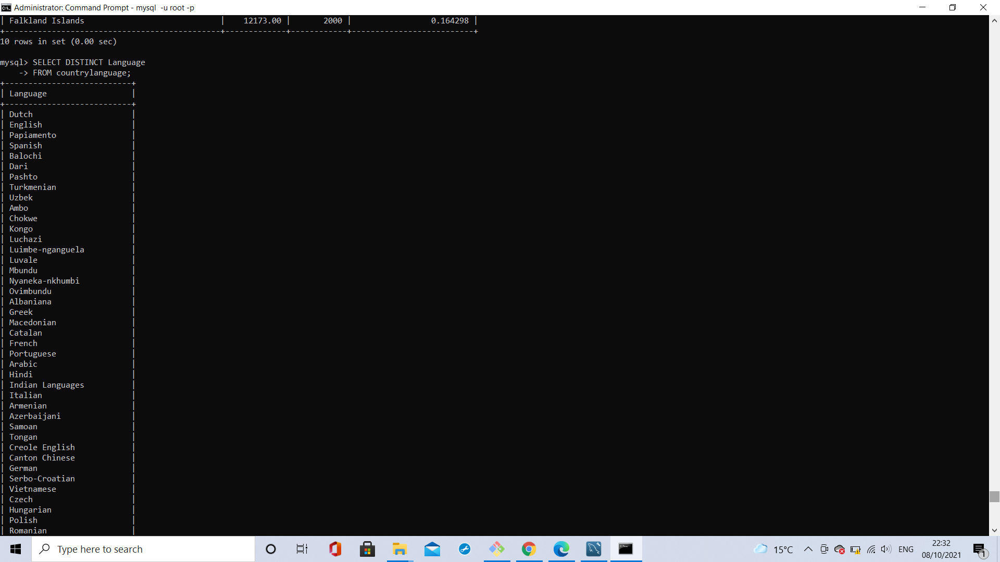 Administrator: Command Prompt - mysql  -u root -p
| Falkland Islands                             |    12173.00 |       2000 |                 0.164298 |
+----------------------------------------------+-------------+------------+--------------------------+
10 rows in set (0.00 sec)
mysql> SELECT DISTINCT Language
    -> FROM countrylanguage;
+---------------------------+
| Language                  |
+---------------------------+
| Dutch                     |
| English                   |
| Papiamento                |
| Spanish                   |
| Balochi                   |
| Dari                      |
| Pashto                    |
| Turkmenian                |
| Uzbek                     |
| Ambo                      |
| Chokwe                    |
| Kongo                     |
| Luchazi                   |
| Luimbe-nganguela          |
| Luvale                    |
| Mbundu                    |
| Nyaneka-nkhumbi           |
| Ovimbundu                 |
| Albaniana                 |
| Greek                     |
| Macedonian                |
| Catalan                   |
| French                    |
| Portuguese                |
| Arabic                    |
| Hindi                     |
| Indian Languages          |
| Italian                   |
| Armenian                  |
| Azerbaijani               |
| Samoan                    |
| Tongan                    |
| Creole English            |
| Canton Chinese            |
| German                    |
| Serbo-Croatian            |
| Vietnamese                |
| Czech                     |
| Hungarian                 |
| Polish                    |
| Romanian                  |
Type here to search
15°C
ENG
22:32
08/10/2021
1